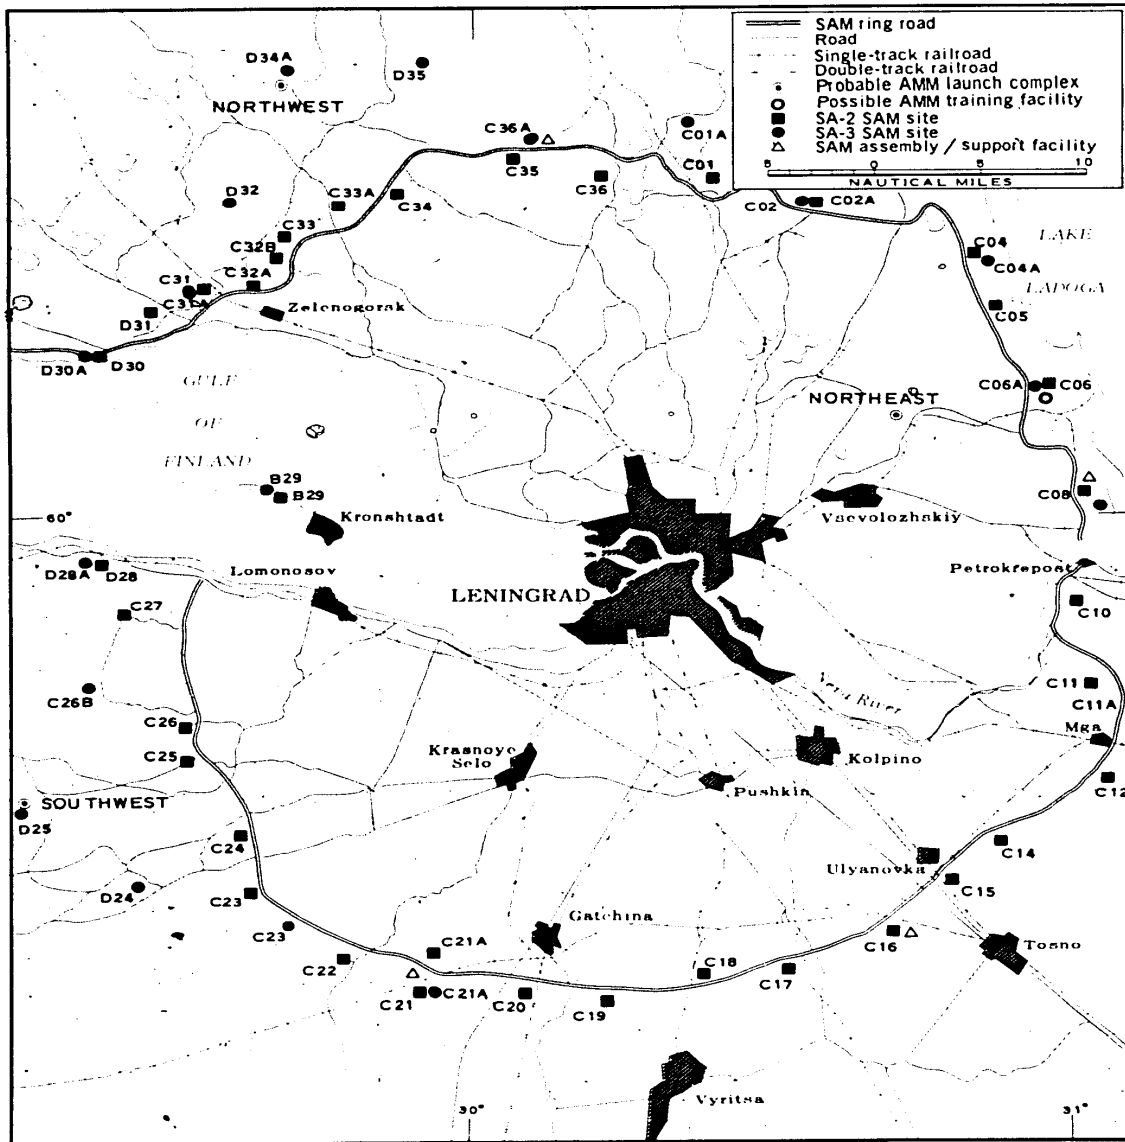 SAM ring road
Road
Single-track railroad
Double-track railroad
Probable AMM launch complex
Possible AMM training facility
SA-2 SAM site
SA-3 SAM site
SAM assembly / support facility
5 0 5 10
NAUTICAL MILES
D34A
D35
NORTHWEST
C36A
C01A
C35
C36
C01
D32
C33A
C34
C02
C02A
C33
C32B
C04
LAKE
C04A
C31
C32A
C31A
LADOGA
C05
D31
Zelenogorsk
D30A
D30
GULF
C06A
C06
NORTHEAST
OF
FINLAND
B29
B29
C08
60°
Kronshtadt
Vsevolozhskiy
D28A
D28
Lomonosov
Petrokrepost
LENINGRAD
C27
C10
C26B
C11
Neva River
C11A
C26
Mga
Krasnoye
Selo
C25
Kolpino
Pushkin
C12
SOUTHWEST
D25
C24
C14
Ulyanovka
D24
C15
C23
Gatchina
C23
C16
C21A
Tosno
C22
C18
C17
C21
C21A
C20
C19
Vyritsa
30°
31°